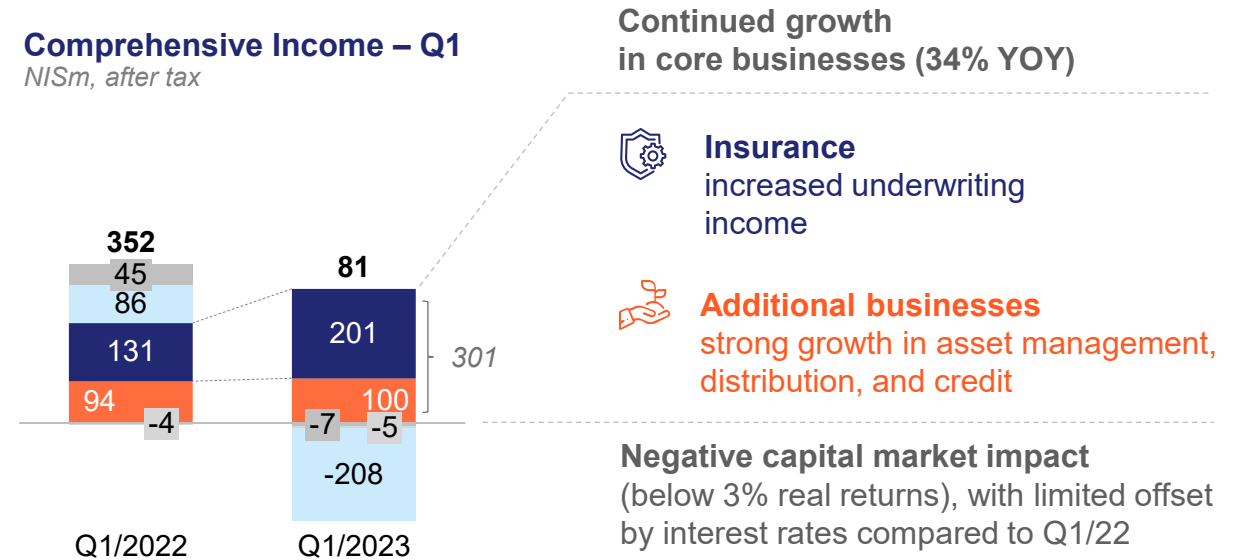 Comprehensive Income – Q1
NISm, after tax
352
45
86
131
94
-4
Q1/2022
81
201
100
301
-7
-5
-208
Q1/2023
Continued growth
in core businesses (34% YOY)
Insurance
increased underwriting
income
Additional businesses
strong growth in asset management,
distribution, and credit
Negative capital market impact
(below 3% real returns), with limited offset
by interest rates compared to Q1/22